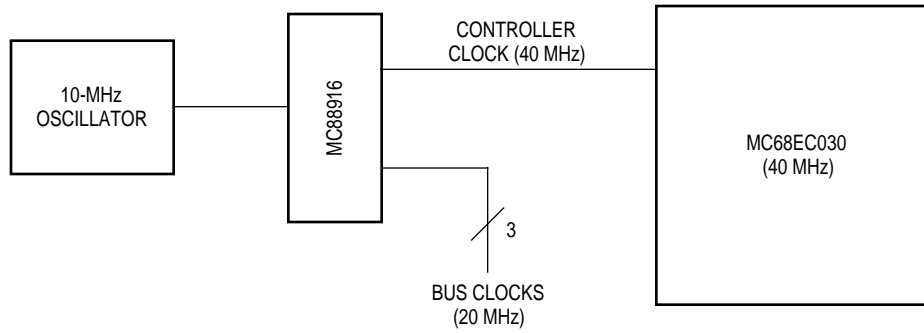 10-MHz
OSCILLATOR
MC88916
CONTROLLER
CLOCK (40 MHz)
3
BUS CLOCKS
(20 MHz)
MC68EC030
(40 MHz)